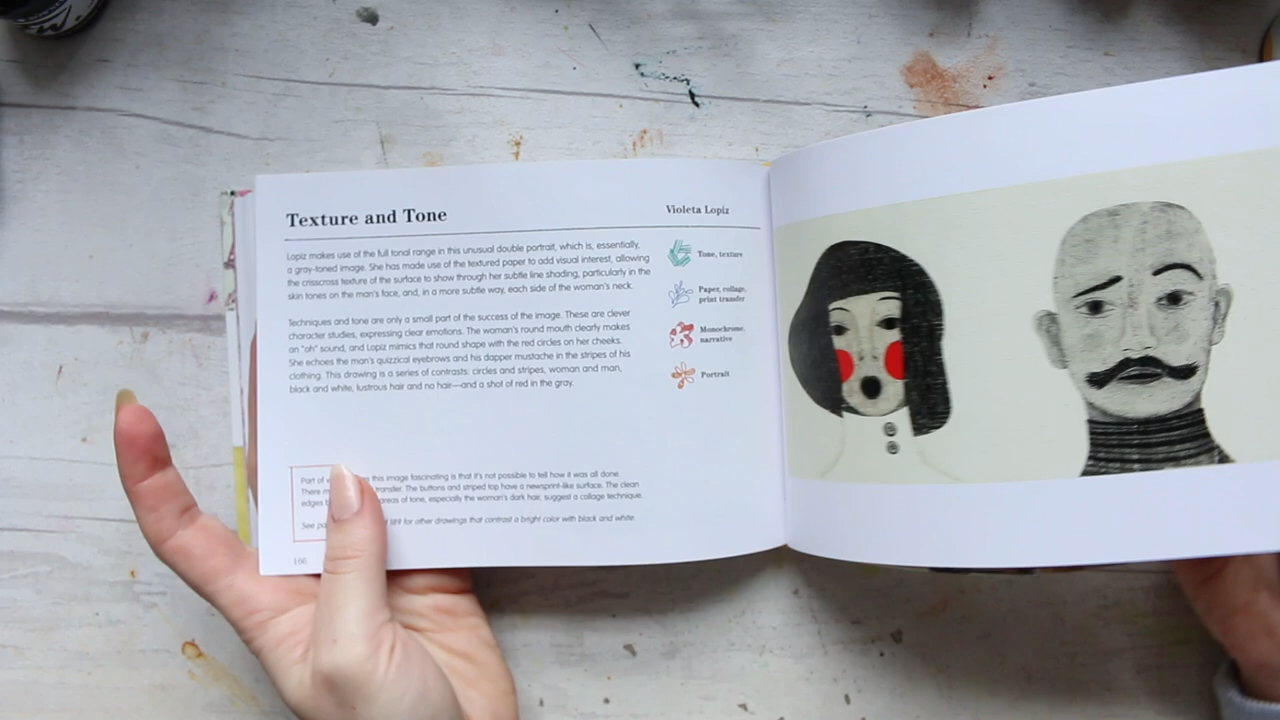 Texture and Tone
Violeta Lopiz
Lopiz makes use of the full tonal range in this unusual double portrait, which is, essentially,
a gray-toned image. She has made use of the textured paper to add visual interest, allowing
the crisscross texture of the surface to show through her subtle line shading, particularly in the
skin tones on the man's face, and, in a more subtle way, each side of the woman's neck.
Techniques and tone are only a small part of the success of the image. These are clever
character studies, expressing clear emotions. The woman's round mouth clearly makes
an "oh" sound, and Lopiz mimics that round shape with the red circles on her cheeks.
She echoes the man's quizzical eyebrows and his dapper mustache in the stripes of his
clothing. This drawing is a series of contrasts: circles and stripes, woman and man,
black and white, lustrous hair and no hair—and a shot of red in the gray.
Tone, texture
Paper, collage,
print transfer
Monochrome,
narrative
Portrait
Part of this image fascinating is that it's not possible to tell how it was all done.
There transfer. The buttons and striped top have a newsprint-like surface. The clean
edges areas of tone, especially the woman's dark hair, suggest a collage technique.
See 189 for other drawings that contrast a bright color with black and white.
166